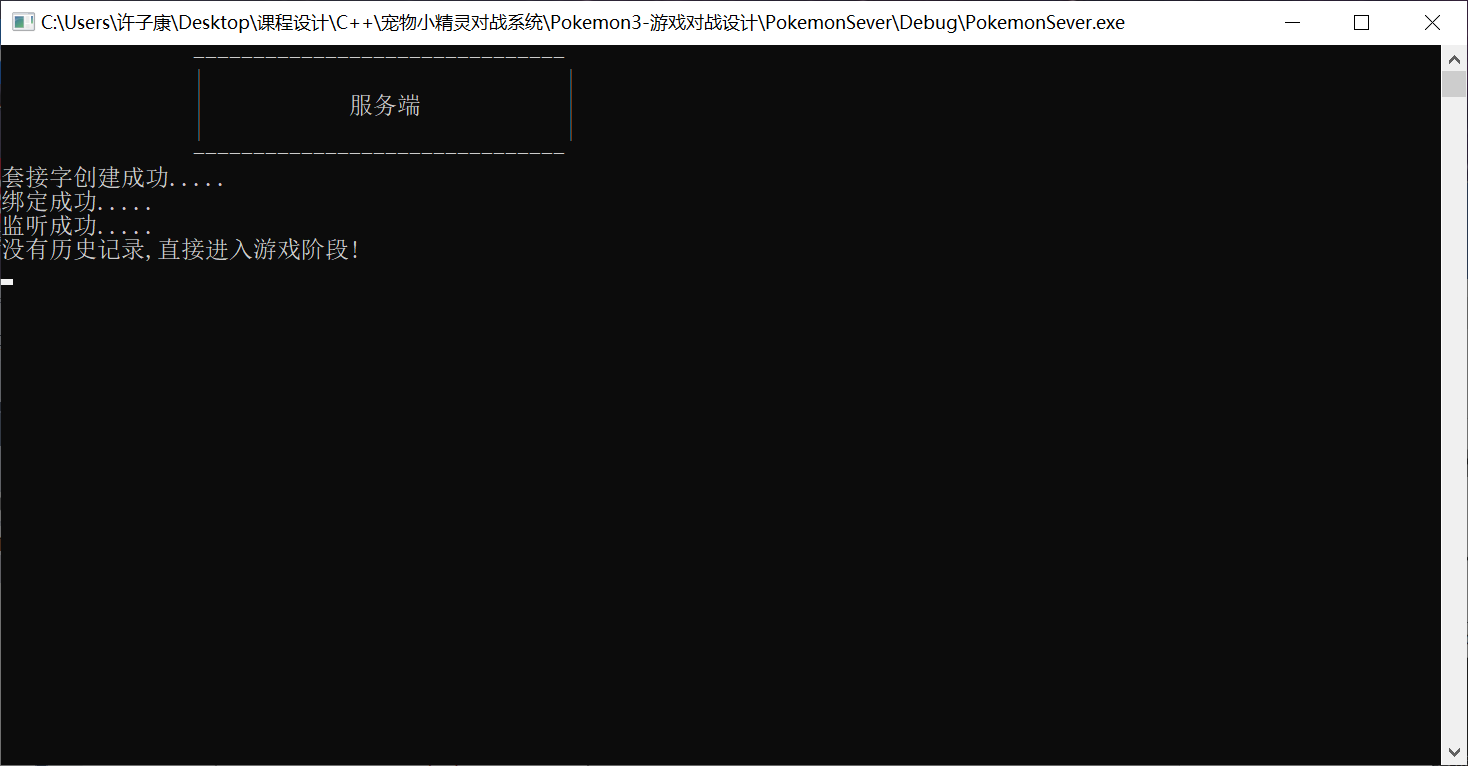 C:\Users\许子康\Desktop\课程设计\C++\宠物小精灵对战系统\Pokemon3-游戏对战设计\PokemonSever\Debug\PokemonSever.exe
服务端
套接字创建成功.....
绑定成功.....
监听成功.....
没有历史记录,直接进入游戏阶段!